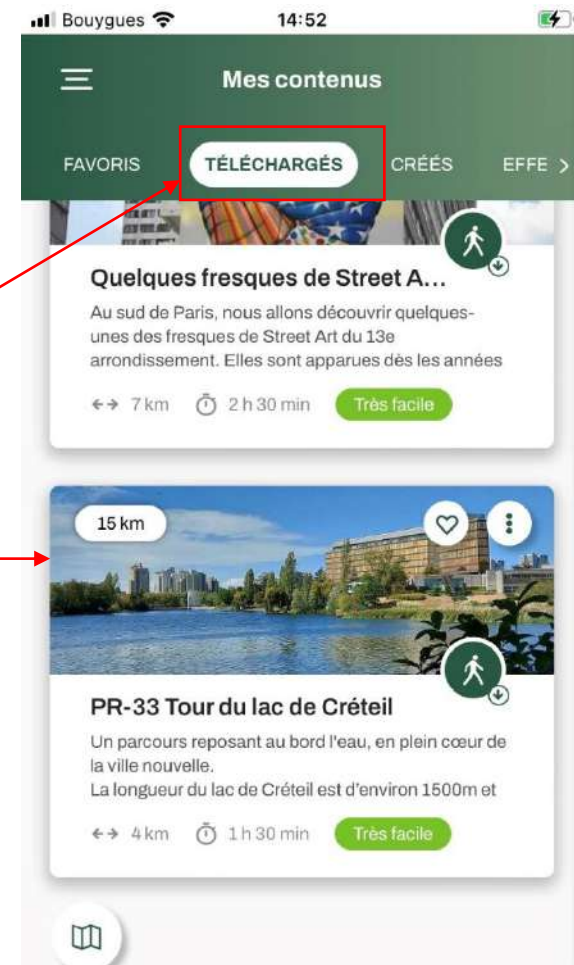 Bouygues 14:52
Mes contenus
FAVORIS TÉLÉCHARGÉS CRÉÉS EFFE
Quelques fresques de Street A...
Au sud de Paris, nous allons découvrir quelques-
unes des fresques de Street Art du 13e
arrondissement. Elles sont apparues dès les années
7 km 2 h 30 min Très facile
15 km
PR-33 Tour du lac de Créteil
Un parcours reposant au bord l'eau, en plein cœur de
la ville nouvelle.
La longueur du lac de Créteil est d'environ 1500m et
4 km 1 h 30 min Très facile